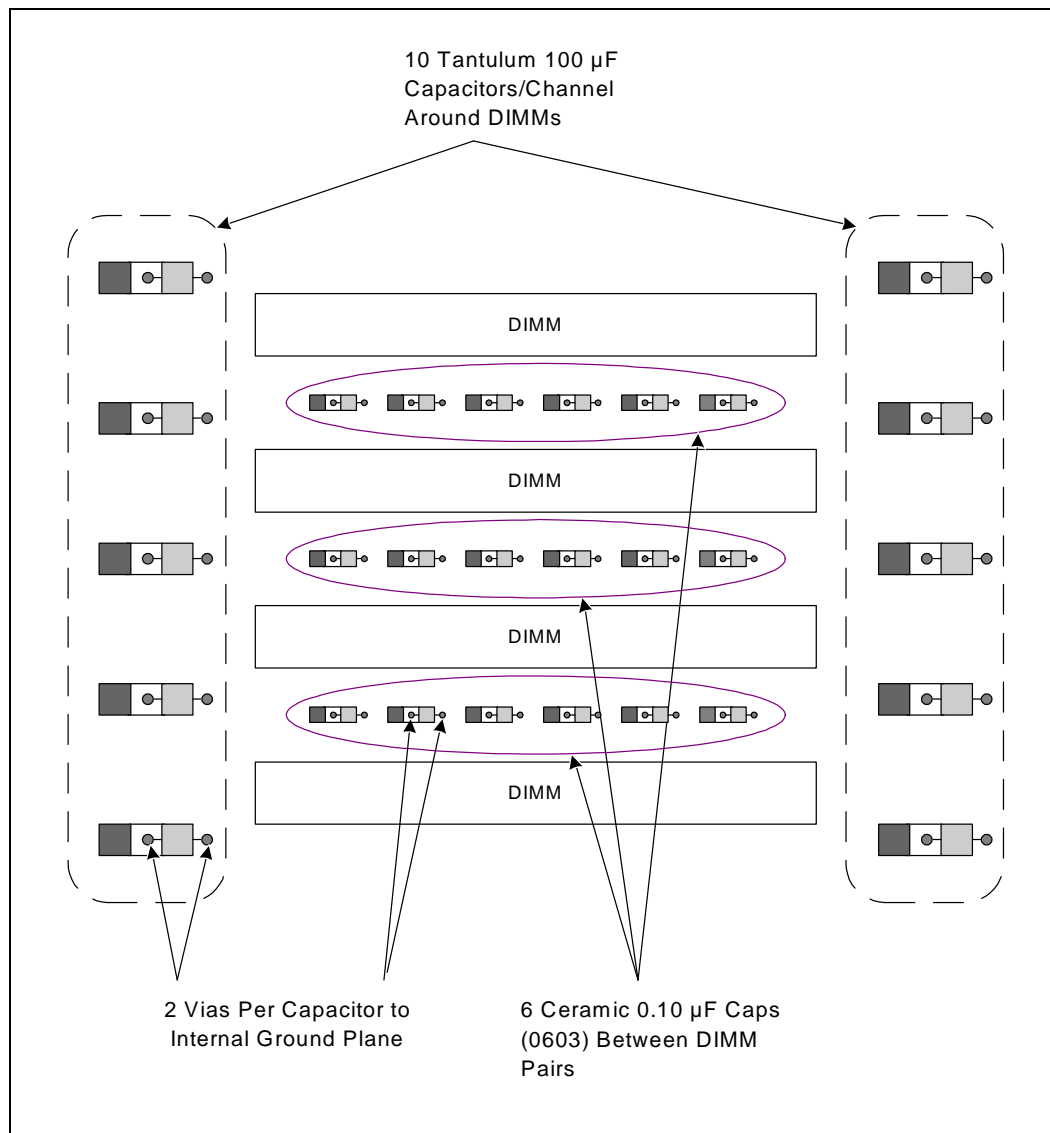 10 Tantulum 100 µF
Capacitors/Channel
Around DIMMs
DIMM
DIMM
DIMM
DIMM
2 Vias Per Capacitor to
Internal Ground Plane
6 Ceramic 0.10 µF Caps
(0603) Between DIMM
Pairs